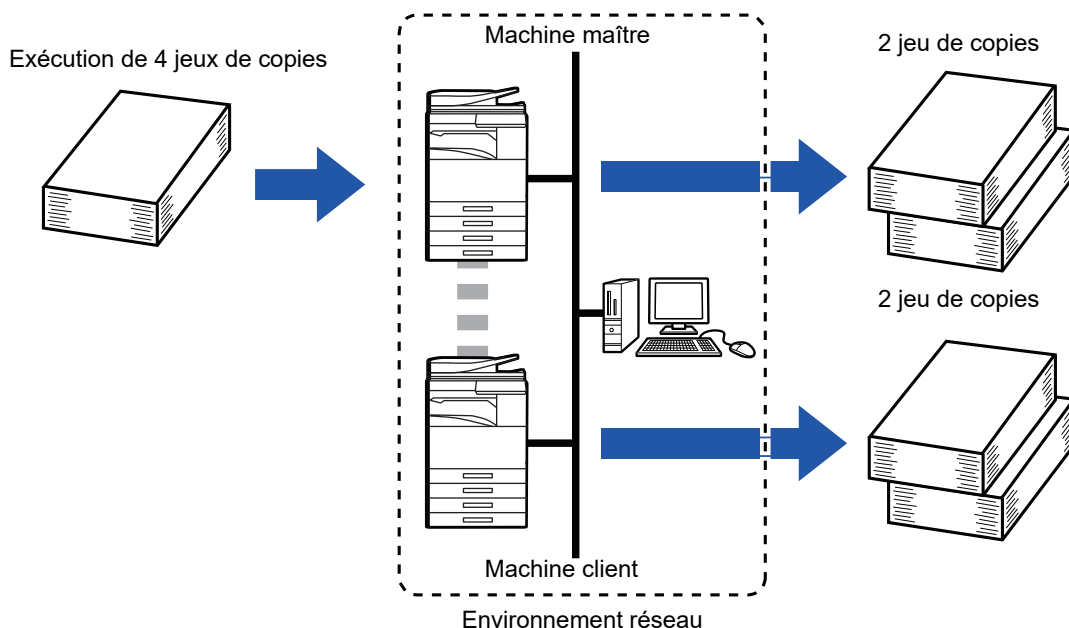 Exécution de 4 jeux de copies
Machine maître
2 jeu de copies
2 jeu de copies
Machine client
Environnement réseau